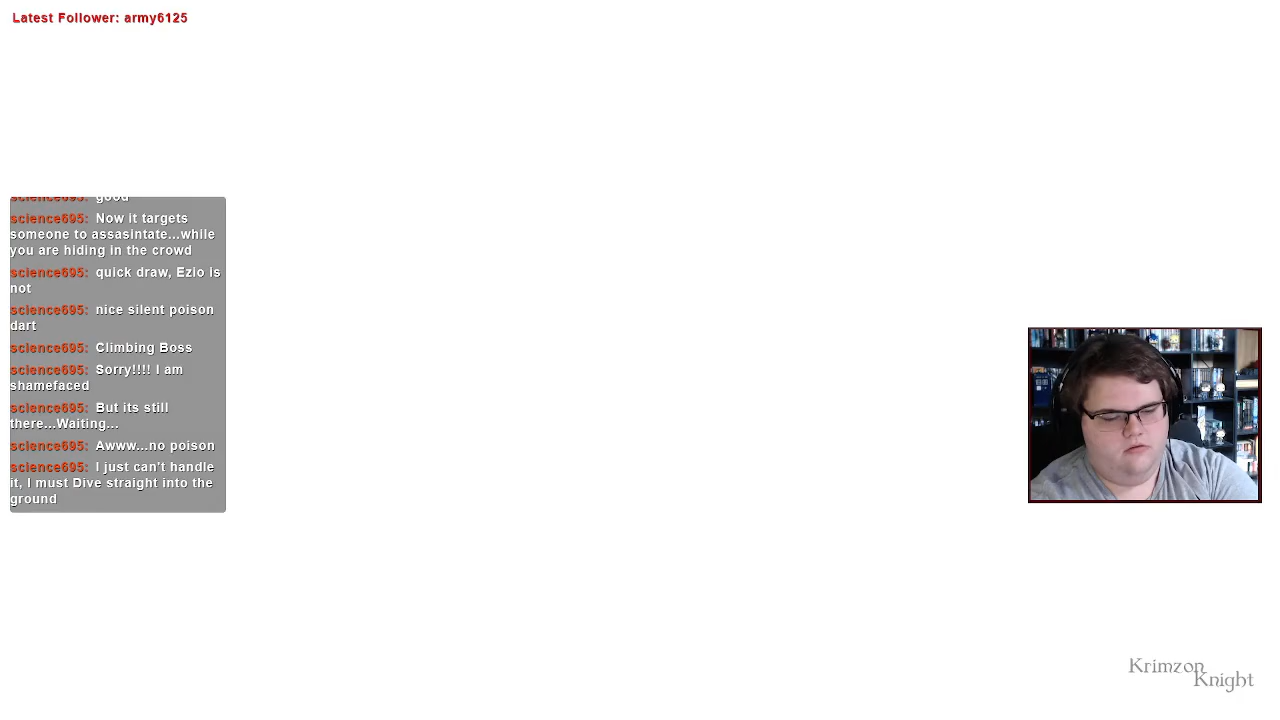 Latest Follower: army6125
science695: good
science695: Now it targets
someone to assasintate...while
you are hiding in the crowd
science695: quick draw, Ezio is
not
science695: nice silent poison
dart
science695: Climbing Boss
science695: Sorry!!!! I am
shamefaced
science695: But its still
there...Waiting...
science695: Awww...no poison
science695: I just can't handle
it, I must Dive straight into the
ground
Krimzon
Knight